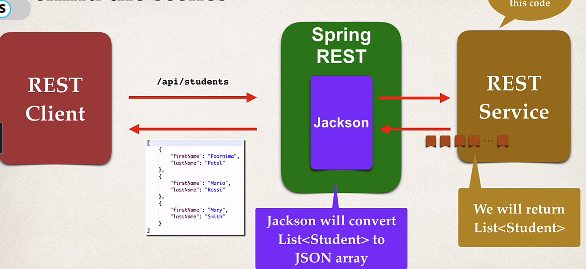 this code
REST
Client
/api/students
Spring
REST
Jackson
REST
Service
[
{
"firstName": "Poornima",
"lastName": "Patel"
},
{
"firstName": "Mario",
"lastName": "Rossi"
},
{
"firstName": "Mary",
"lastName": "Smith"
}
]
Jackson will convert
List<Student> to
JSON array
We will return
List<Student>